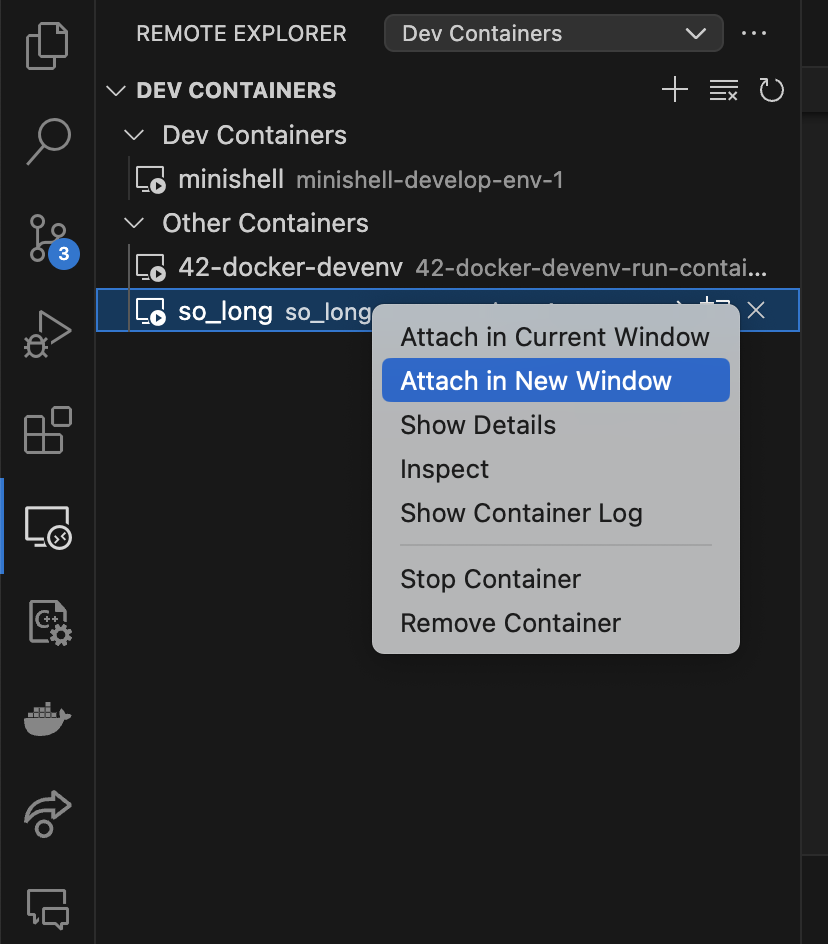 REMOTE EXPLORER
Dev Containers
DEV CONTAINERS
Dev Containers
minishell minishell-develop-env-1
Other Containers
42-docker-devenv 42-docker-devenv-run-contai...
so_long so_long
3
C++
Attach in Current Window
Attach in New Window
Show Details
Inspect
Show Container Log
Stop Container
Remove Container